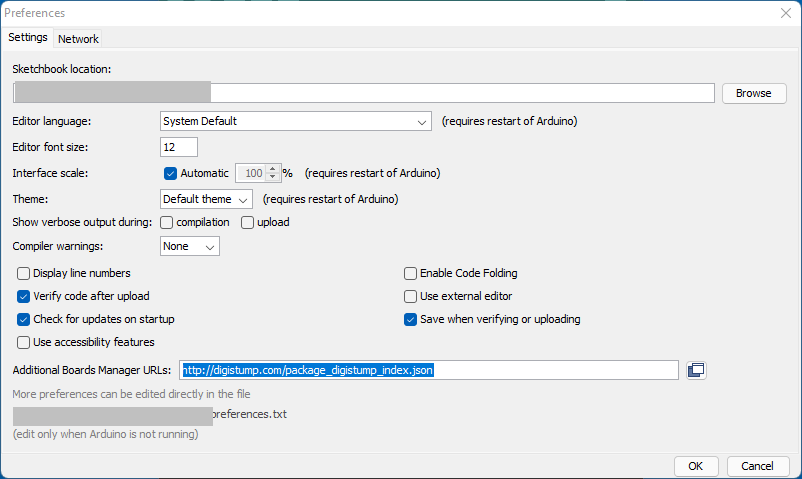 Preferences
Settings Network
Sketchbook location:
Browse
Editor language: System Default (requires restart of Arduino)
Editor font size: 12
Interface scale: Automatic 100 % (requires restart of Arduino)
Theme: Default theme (requires restart of Arduino)
Show verbose output during: compilation upload
Compiler warnings: None
Display line numbers Enable Code Folding
Verify code after upload Use external editor
Check for updates on startup Save when verifying or uploading
Use accessibility features
Additional Boards Manager URLs: http://digistump.com/package_digistump_index.json
More preferences can be edited directly in the file
preferences.txt
(edit only when Arduino is not running)
OK Cancel